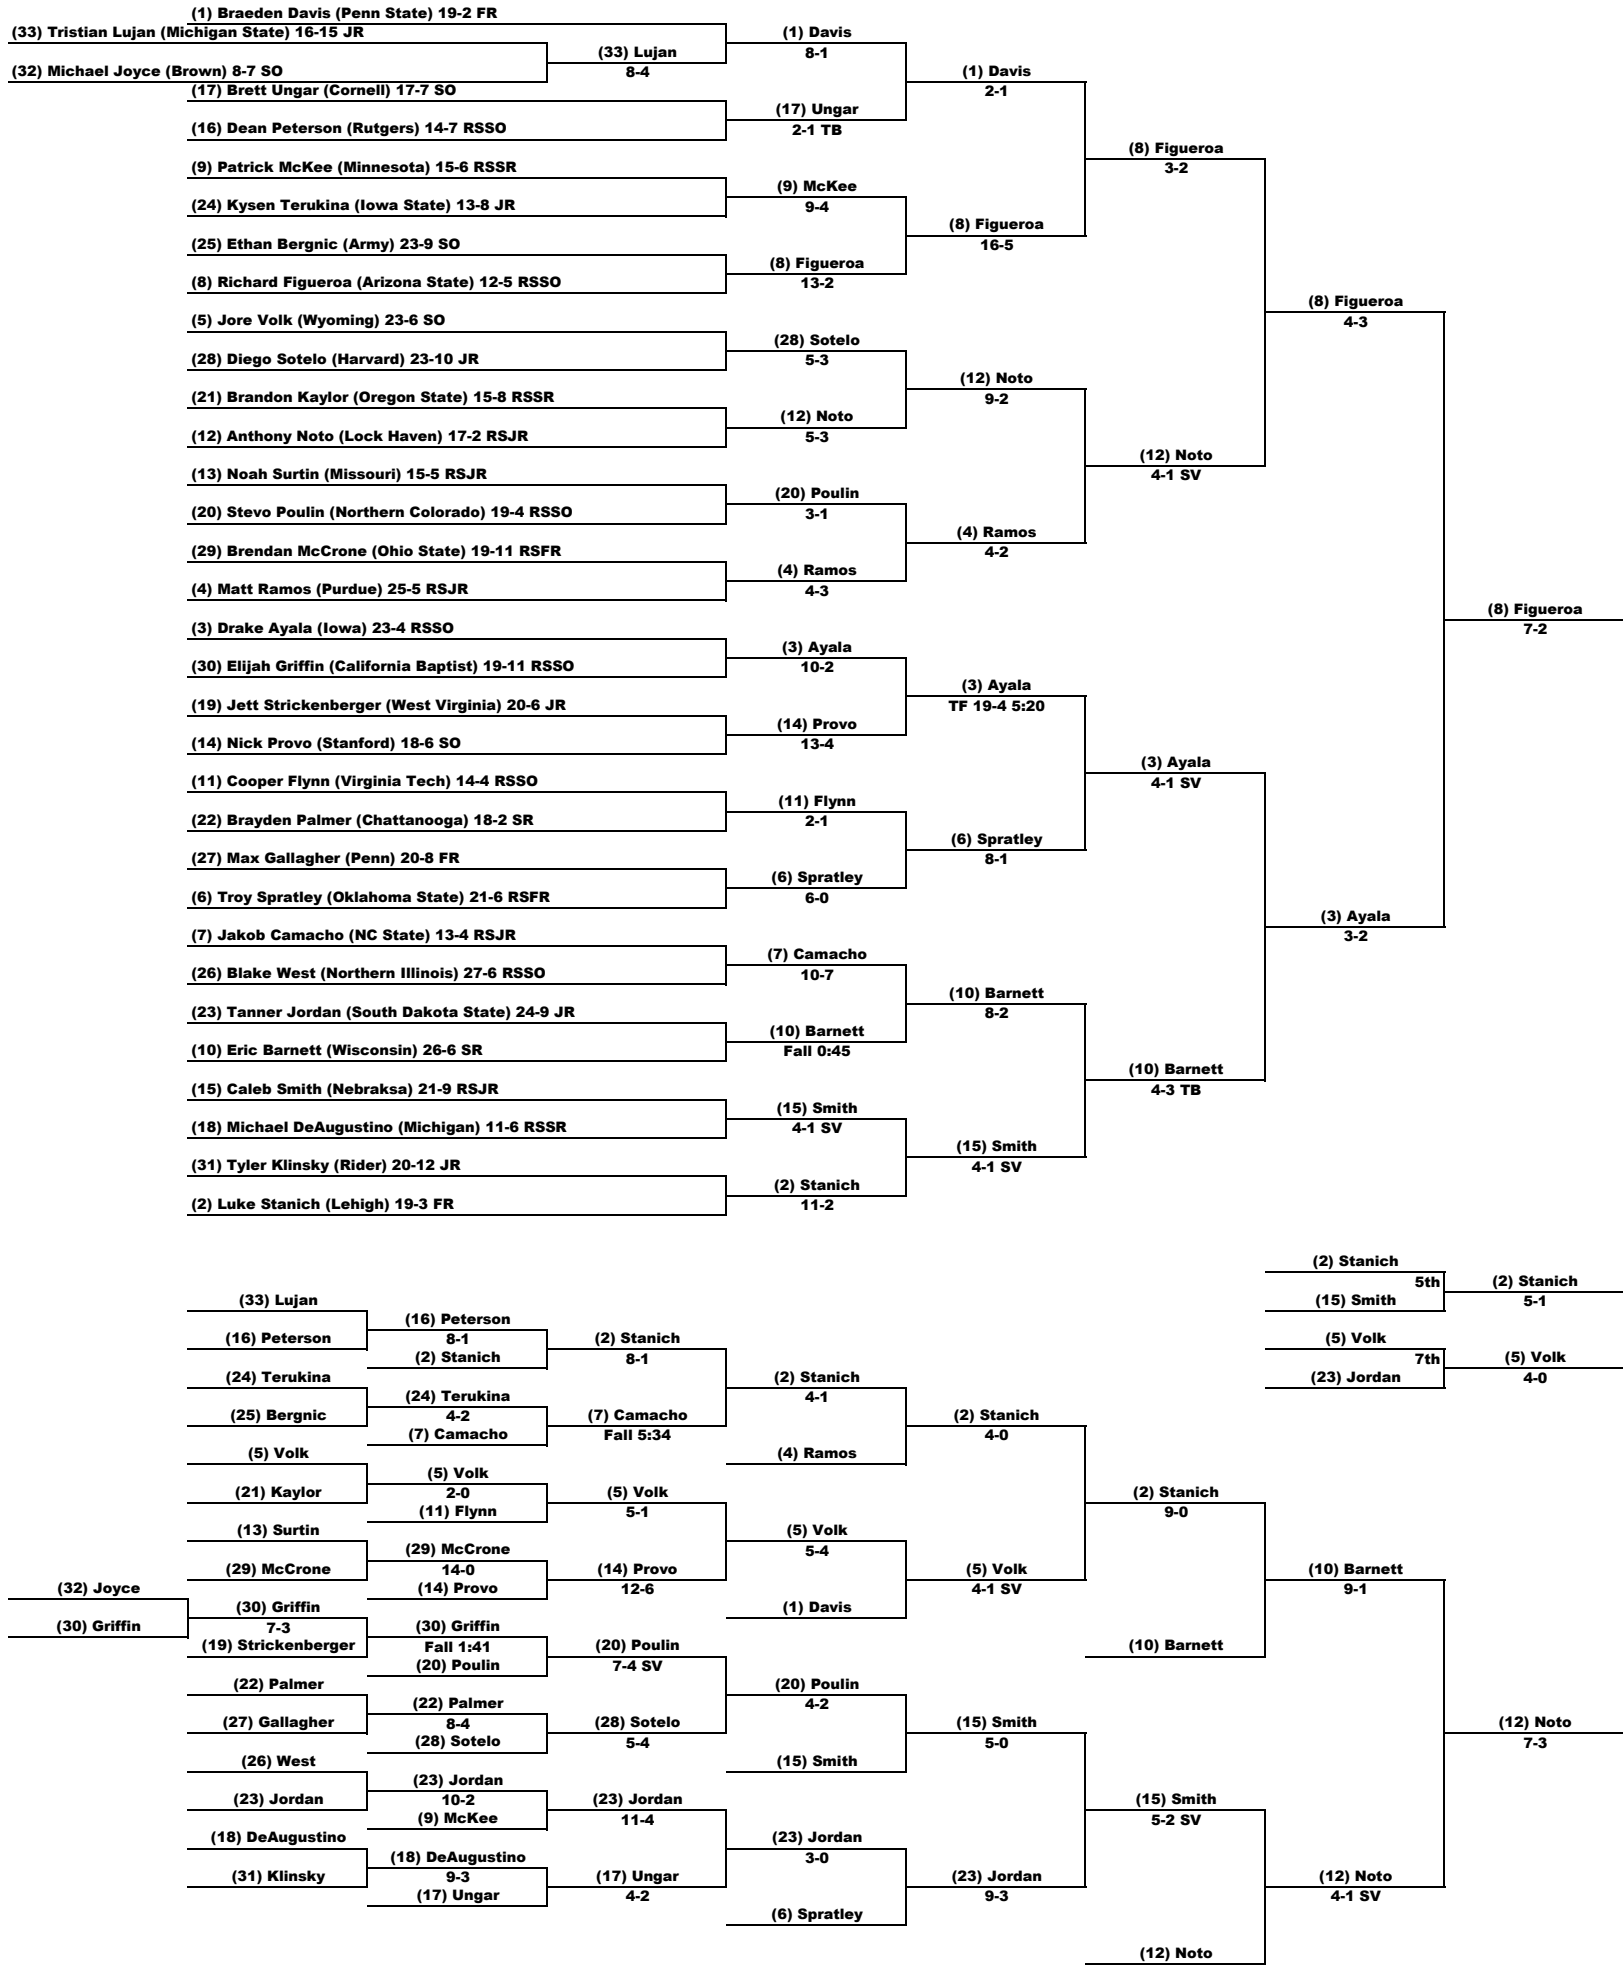 (1) Braeden Davis (Penn State) 19-2 FR
(33) Tristian Lujan (Michigan State) 16-15 JR
(32) Michael Joyce (Brown) 8-7 SO
(33) Lujan
8-4
(1) Davis
8-1
(17) Brett Ungar (Cornell) 17-7 SO
(16) Dean Peterson (Rutgers) 14-7 RSSO
(17) Ungar
2-1 TB
(1) Davis
2-1
(9) Patrick McKee (Minnesota) 15-6 RSSR
(24) Kysen Terukina (Iowa State) 13-8 JR
(9) McKee
9-4
(25) Ethan Bergnic (Army) 23-9 SO
(8) Richard Figueroa (Arizona State) 12-5 RSSO
(8) Figueroa
13-2
(8) Figueroa
16-5
(8) Figueroa
3-2
(5) Jore Volk (Wyoming) 23-6 SO
(28) Diego Sotelo (Harvard) 23-10 JR
(28) Sotelo
5-3
(21) Brandon Kaylor (Oregon State) 15-8 RSSR
(12) Anthony Noto (Lock Haven) 17-2 RSJR
(12) Noto
5-3
(12) Noto
9-2
(13) Noah Surtin (Missouri) 15-5 RSJR
(20) Stevo Poulin (Northern Colorado) 19-4 RSSO
(20) Poulin
3-1
(29) Brendan McCrone (Ohio State) 19-11 RSFR
(4) Matt Ramos (Purdue) 25-5 RSJR
(4) Ramos
4-3
(4) Ramos
4-2
(12) Noto
4-1 SV
(8) Figueroa
4-3
(3) Drake Ayala (Iowa) 23-4 RSSO
(30) Elijah Griffin (California Baptist) 19-11 RSSO
(3) Ayala
10-2
(19) Jett Strickenberger (West Virginia) 20-6 JR
(14) Nick Provo (Stanford) 18-6 SO
(14) Provo
13-4
(3) Ayala
TF 19-4 5:20
(11) Cooper Flynn (Virginia Tech) 14-4 RSSO
(22) Brayden Palmer (Chattanooga) 18-2 SR
(11) Flynn
2-1
(27) Max Gallagher (Penn) 20-8 FR
(6) Troy Spratley (Oklahoma State) 21-6 RSFR
(6) Spratley
6-0
(6) Spratley
8-1
(3) Ayala
4-1 SV
(7) Jakob Camacho (NC State) 13-4 RSJR
(26) Blake West (Northern Illinois) 27-6 RSSO
(7) Camacho
10-7
(23) Tanner Jordan (South Dakota State) 24-9 JR
(10) Eric Barnett (Wisconsin) 26-6 SR
(10) Barnett
Fall 0:45
(10) Barnett
8-2
(15) Caleb Smith (Nebraksa) 21-9 RSJR
(18) Michael DeAugustino (Michigan) 11-6 RSSR
(15) Smith
4-1 SV
(31) Tyler Klinsky (Rider) 20-12 JR
(2) Luke Stanich (Lehigh) 19-3 FR
(2) Stanich
11-2
(15) Smith
4-1 SV
(10) Barnett
4-3 TB
(3) Ayala
3-2
(8) Figueroa
7-2
(2) Stanich
5th
(15) Smith
(2) Stanich
5-1
(5) Volk
7th
(23) Jordan
(5) Volk
4-0
(33) Lujan
(16) Peterson
(16) Peterson
8-1
(2) Stanich
(2) Stanich
8-1
(24) Terukina
(25) Bergnic
(24) Terukina
4-2
(7) Camacho
(7) Camacho
Fall 5:34
(2) Stanich
4-1
(4) Ramos
(2) Stanich
4-0
(5) Volk
(21) Kaylor
(5) Volk
2-0
(11) Flynn
(5) Volk
5-1
(13) Surtin
(29) McCrone
(29) McCrone
14-0
(14) Provo
(14) Provo
12-6
(5) Volk
5-4
(1) Davis
(5) Volk
4-1 SV
(2) Stanich
9-0
(10) Barnett
(10) Barnett
9-1
(32) Joyce
(30) Griffin
(30) Griffin
7-3
(19) Strickenberger
(30) Griffin
Fall 1:41
(20) Poulin
(20) Poulin
7-4 SV
(22) Palmer
(27) Gallagher
(22) Palmer
8-4
(28) Sotelo
(28) Sotelo
5-4
(20) Poulin
4-2
(15) Smith
(15) Smith
5-0
(26) West
(23) Jordan
(23) Jordan
10-2
(9) McKee
(23) Jordan
11-4
(18) DeAugustino
(31) Klinsky
(18) DeAugustino
9-3
(17) Ungar
(17) Ungar
4-2
(23) Jordan
3-0
(6) Spratley
(23) Jordan
9-3
(15) Smith
5-2 SV
(12) Noto
(12) Noto
4-1 SV
(12) Noto
7-3